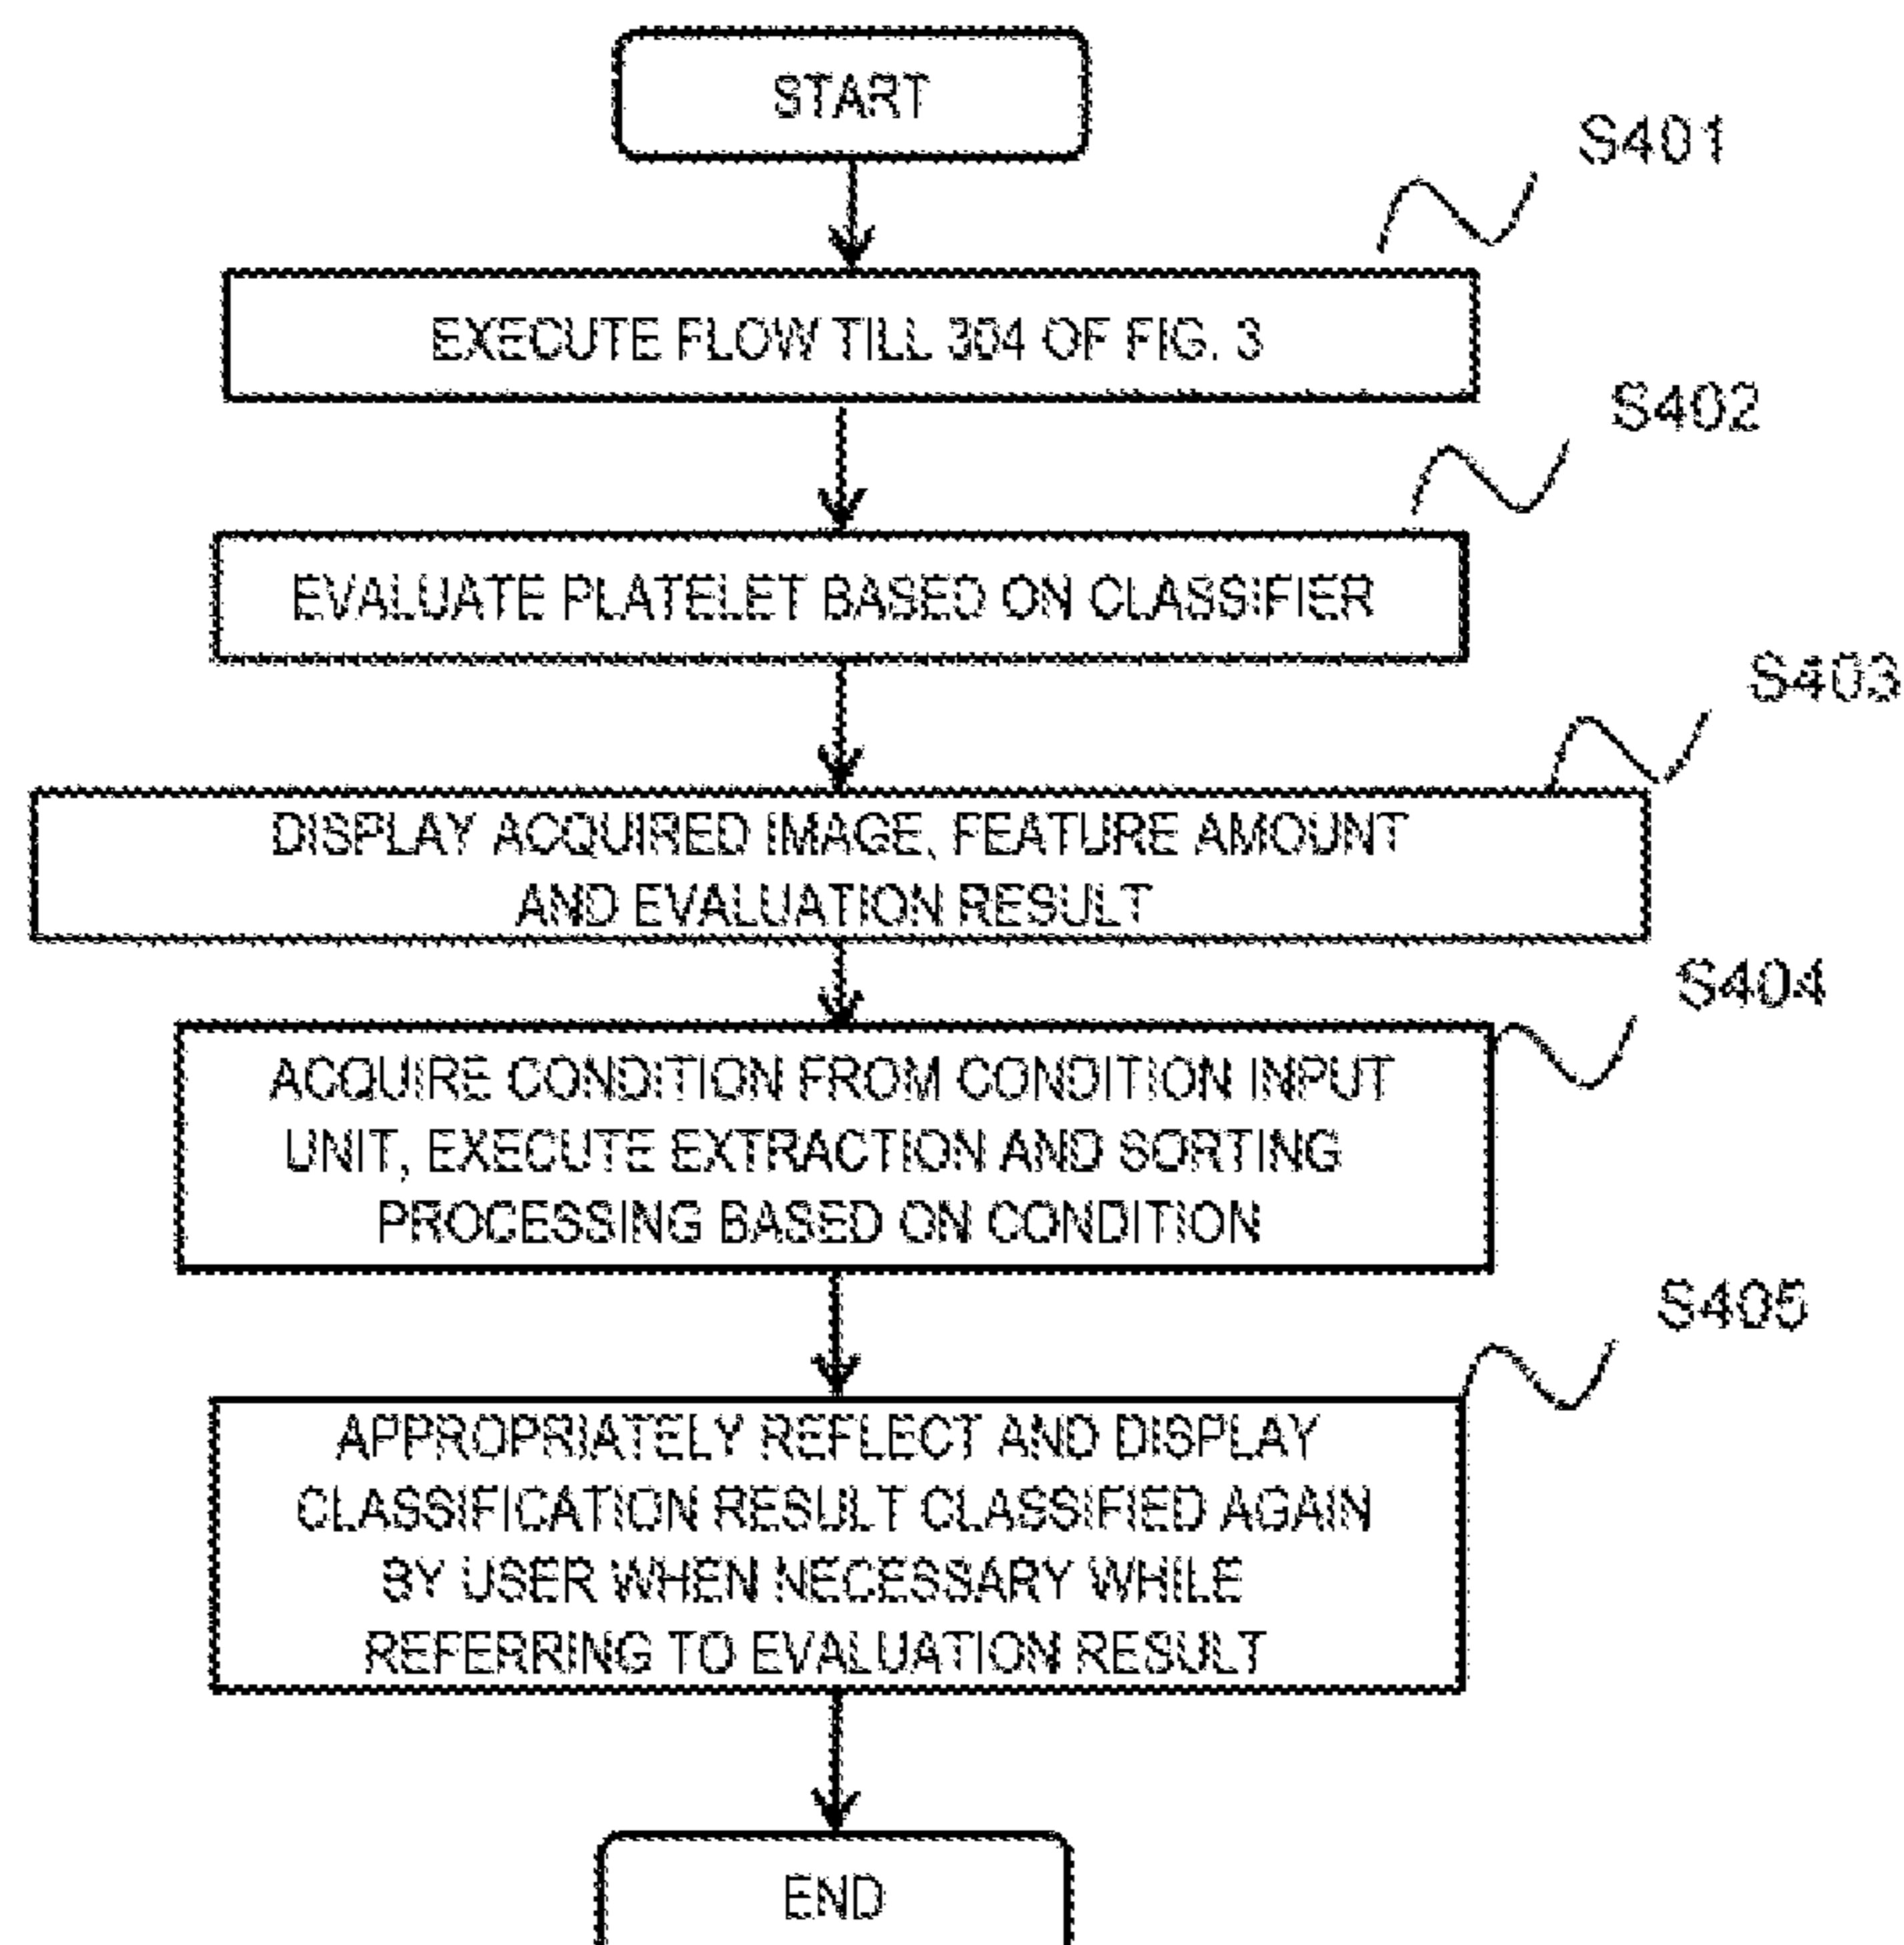 START
S401
EXECUTE FLOW TILL 304 OF FIG. 3
S402
EVALUATE PLATELET BASED ON CLASSIFIER
S403
DISPLAY ACQUIRED IMAGE, FEATURE AMOUNT
AND EVALUATION RESULT
S404
ACQUIRE CONDITION FROM CONDITION INPUT
UNIT, EXECUTE EXTRACTION AND SORTING
PROCESSING BASED ON CONDITION
S405
APPROPRIATELY REFLECT AND DISPLAY
CLASSIFICATION RESULT CLASSIFIED AGAIN
BY USER WHEN NECESSARY WHILE
REFERRING TO EVALUATION RESULT
END